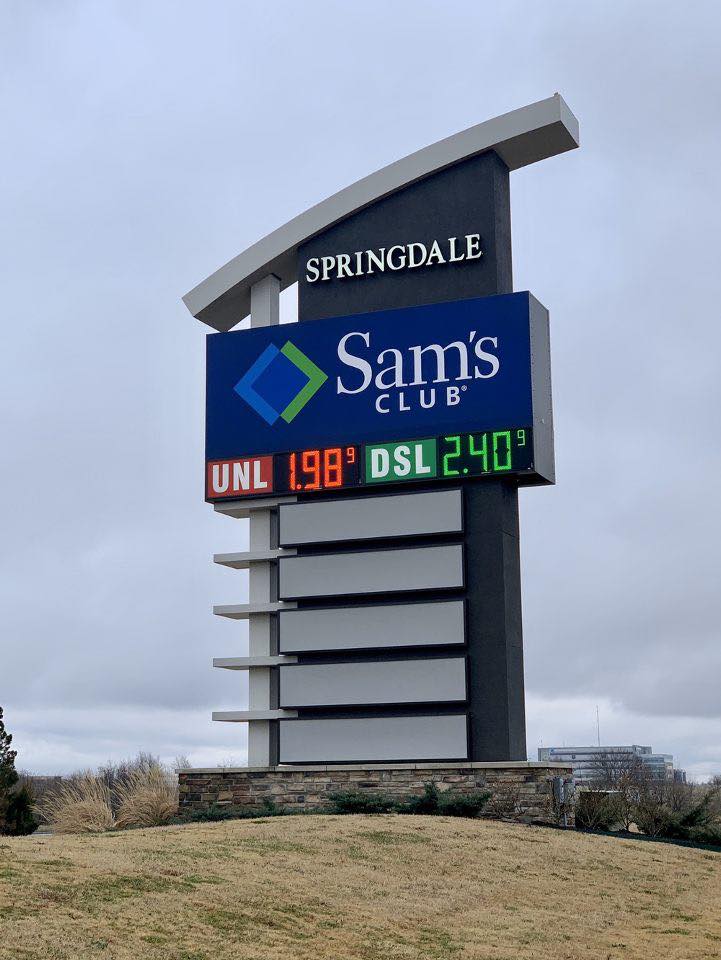 SPRINGDALE
Sam's
CLUB®
UNL 1.98⁹ DSL 2.40⁹